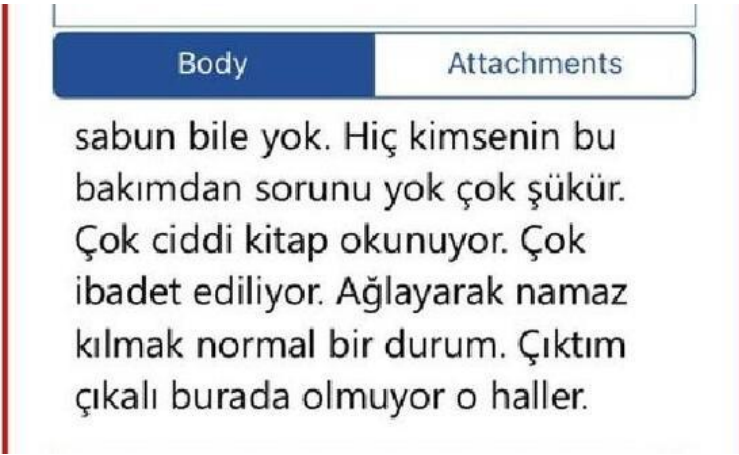 Body
Attachments
sabun bile yok. Hiç kimsenin bu
bakımdan sorunu yok çok şükür.
Çok ciddi kitap okunuyor. Çok
ibadet ediliyor. Ağlayarak namaz
kılmak normal bir durum. Çıktım
çıkalı burada olmuyor o haller.